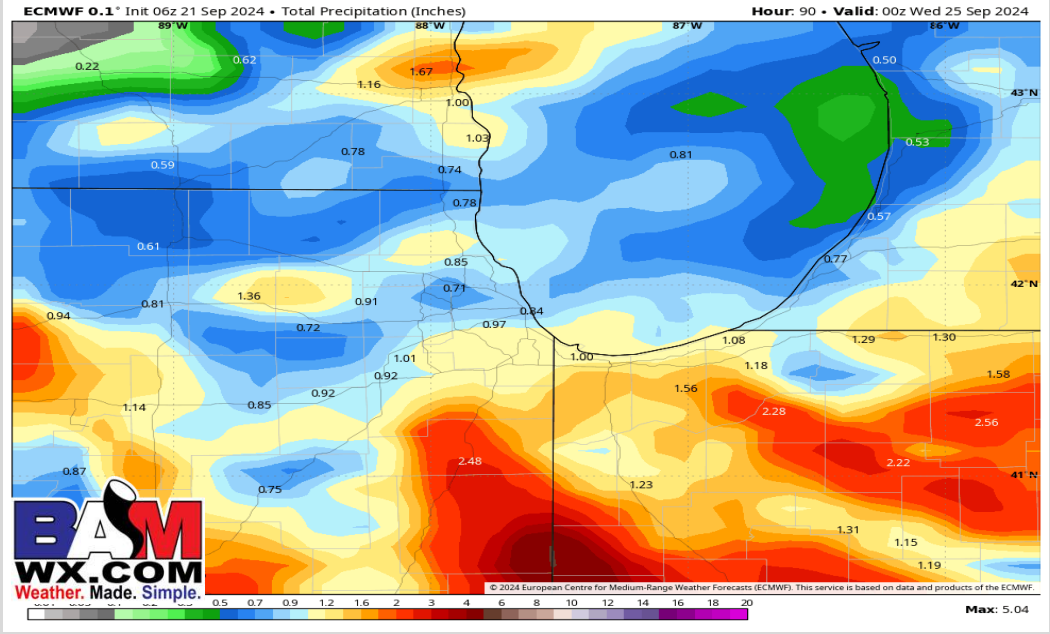 ECMWF 0.1° Init 06z 21 Sep 2024 • Total Precipitation (Inches)
Hour: 90 • Valid: 00z Wed 25 Sep 2024
89°W 88°W 87°W 86°W
0.22 0.62 1.67 1.16 0.50
43°N
1.00 1.03 0.53
0.78 0.81
0.59 0.74
0.78 0.57
0.61 0.85 0.77
0.71 42°N
1.36 0.91 0.81
0.94 0.72 0.97 0.84
1.08 1.29 1.30
1.01 1.00 1.18
0.92 1.58
0.92 1.56
1.14 0.85 2.28 2.56
2.48 2.22
0.87 41°N
0.75 1.23
1.31 1.15
1.19
BAM
WX.COM
Weather. Made. Simple.
© 2024 European Centre for Medium-Range Weather Forecasts (ECMWF). This service is based on data and products of the ECMWF.
0.5 0.7 0.9 1.2 1.6 2 3 4 6 8 10 12 14 16 18 20
Max: 5.04